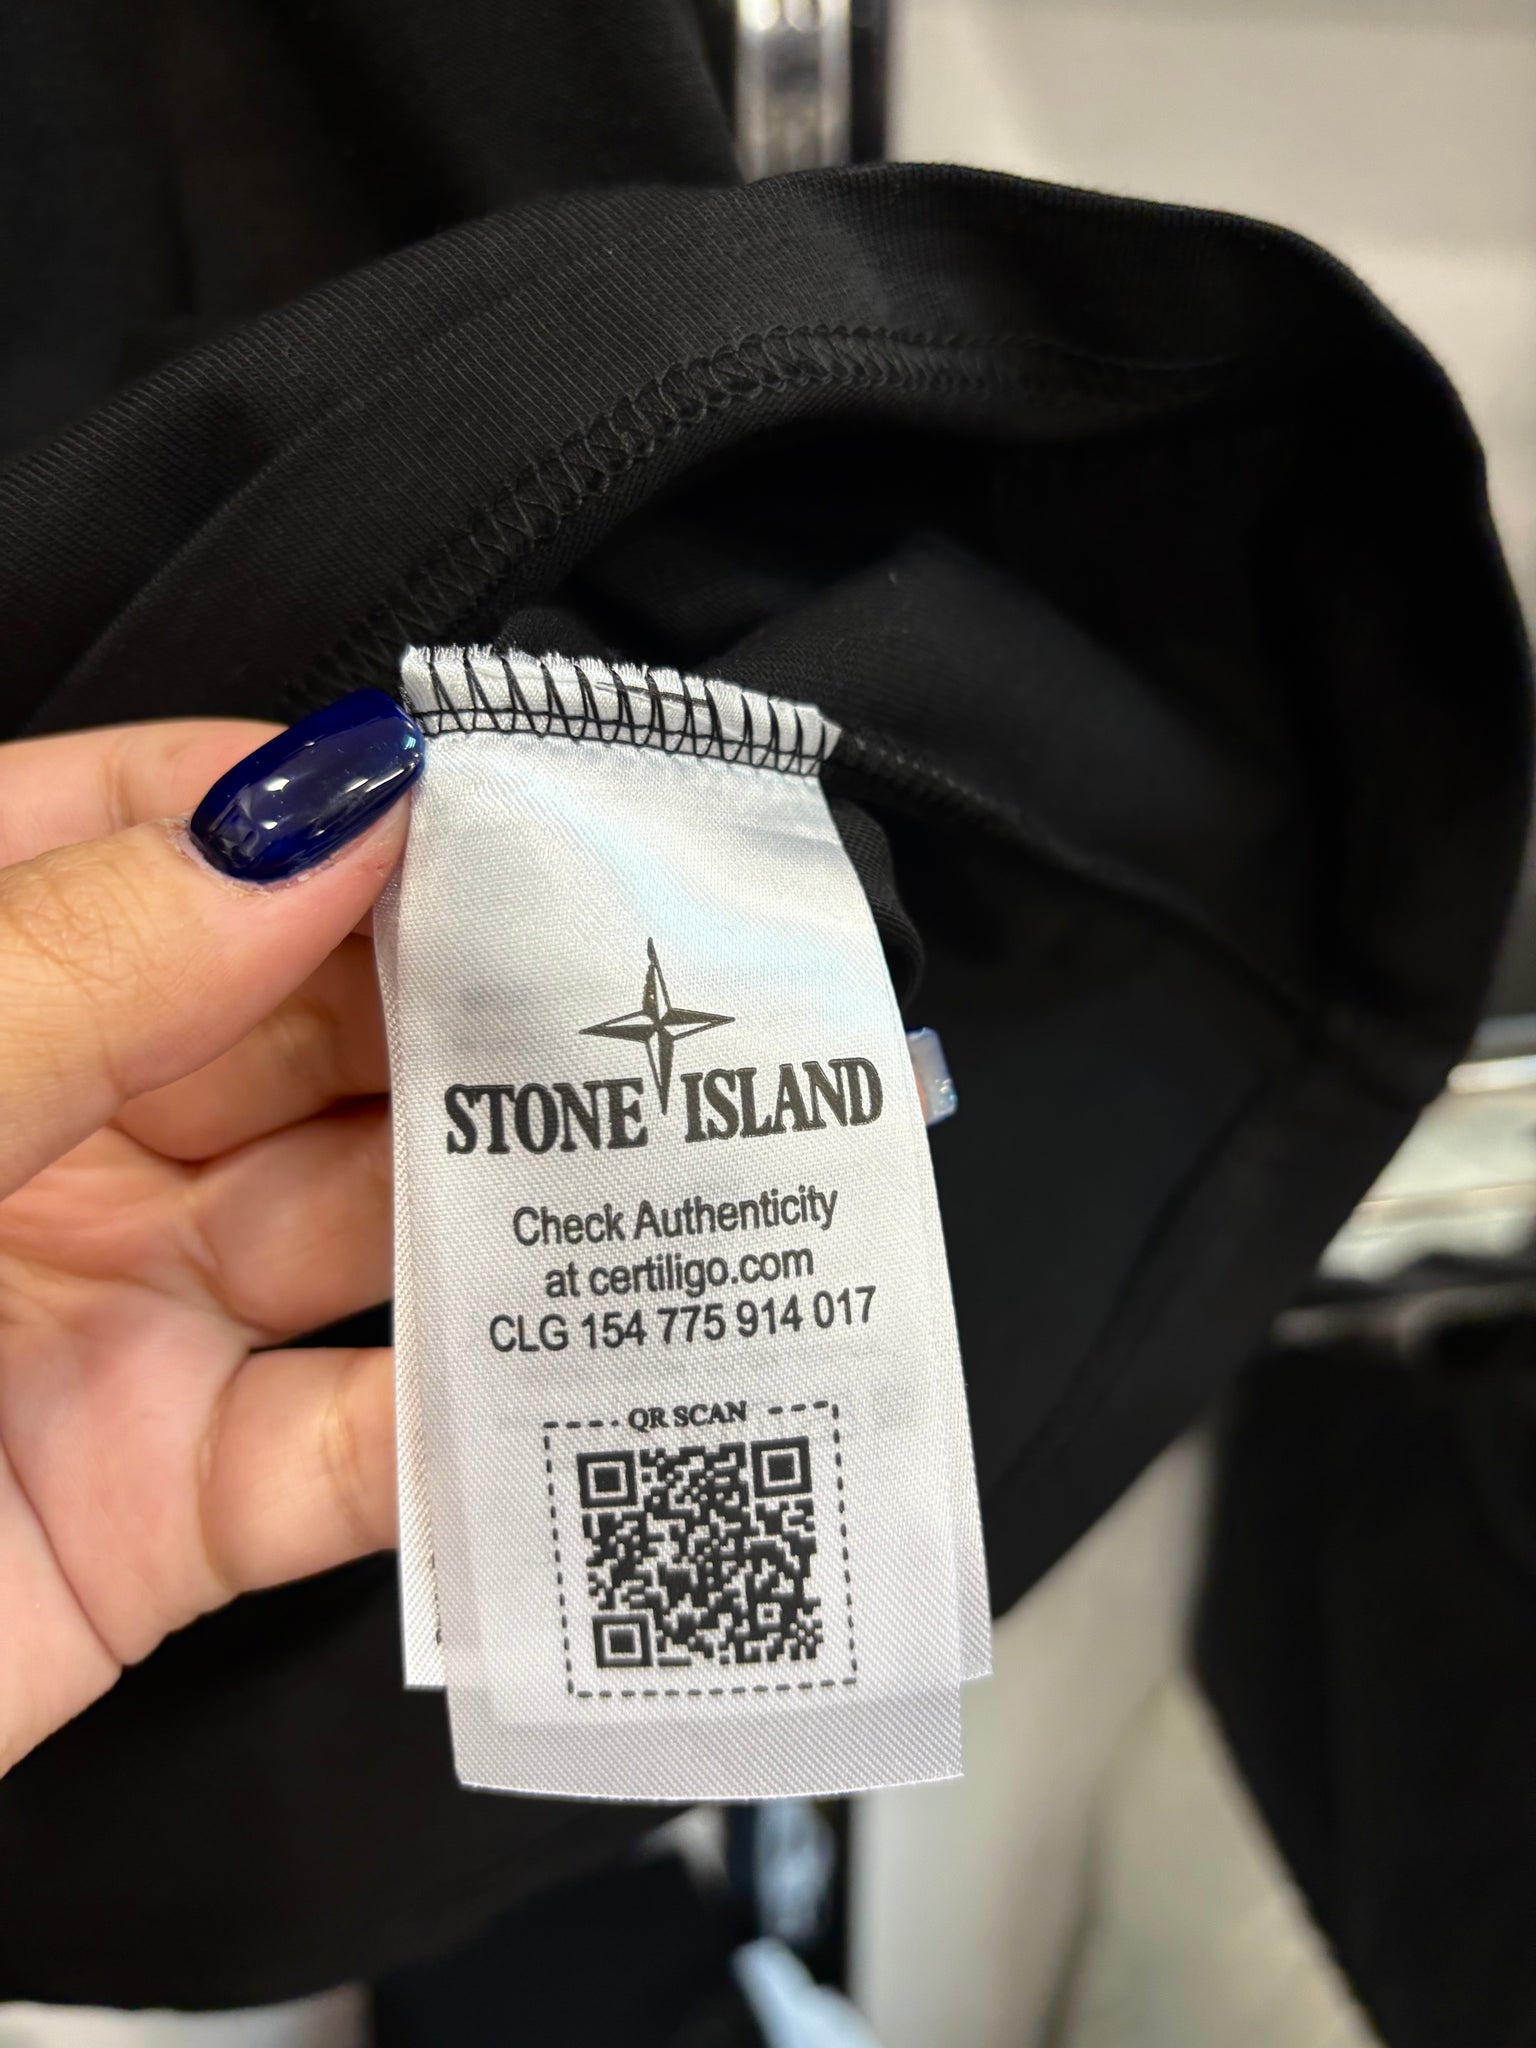 STONE ISLAND
Check Authenticity
at certiligo.com
CLG 154 775 914 017
QR SCAN